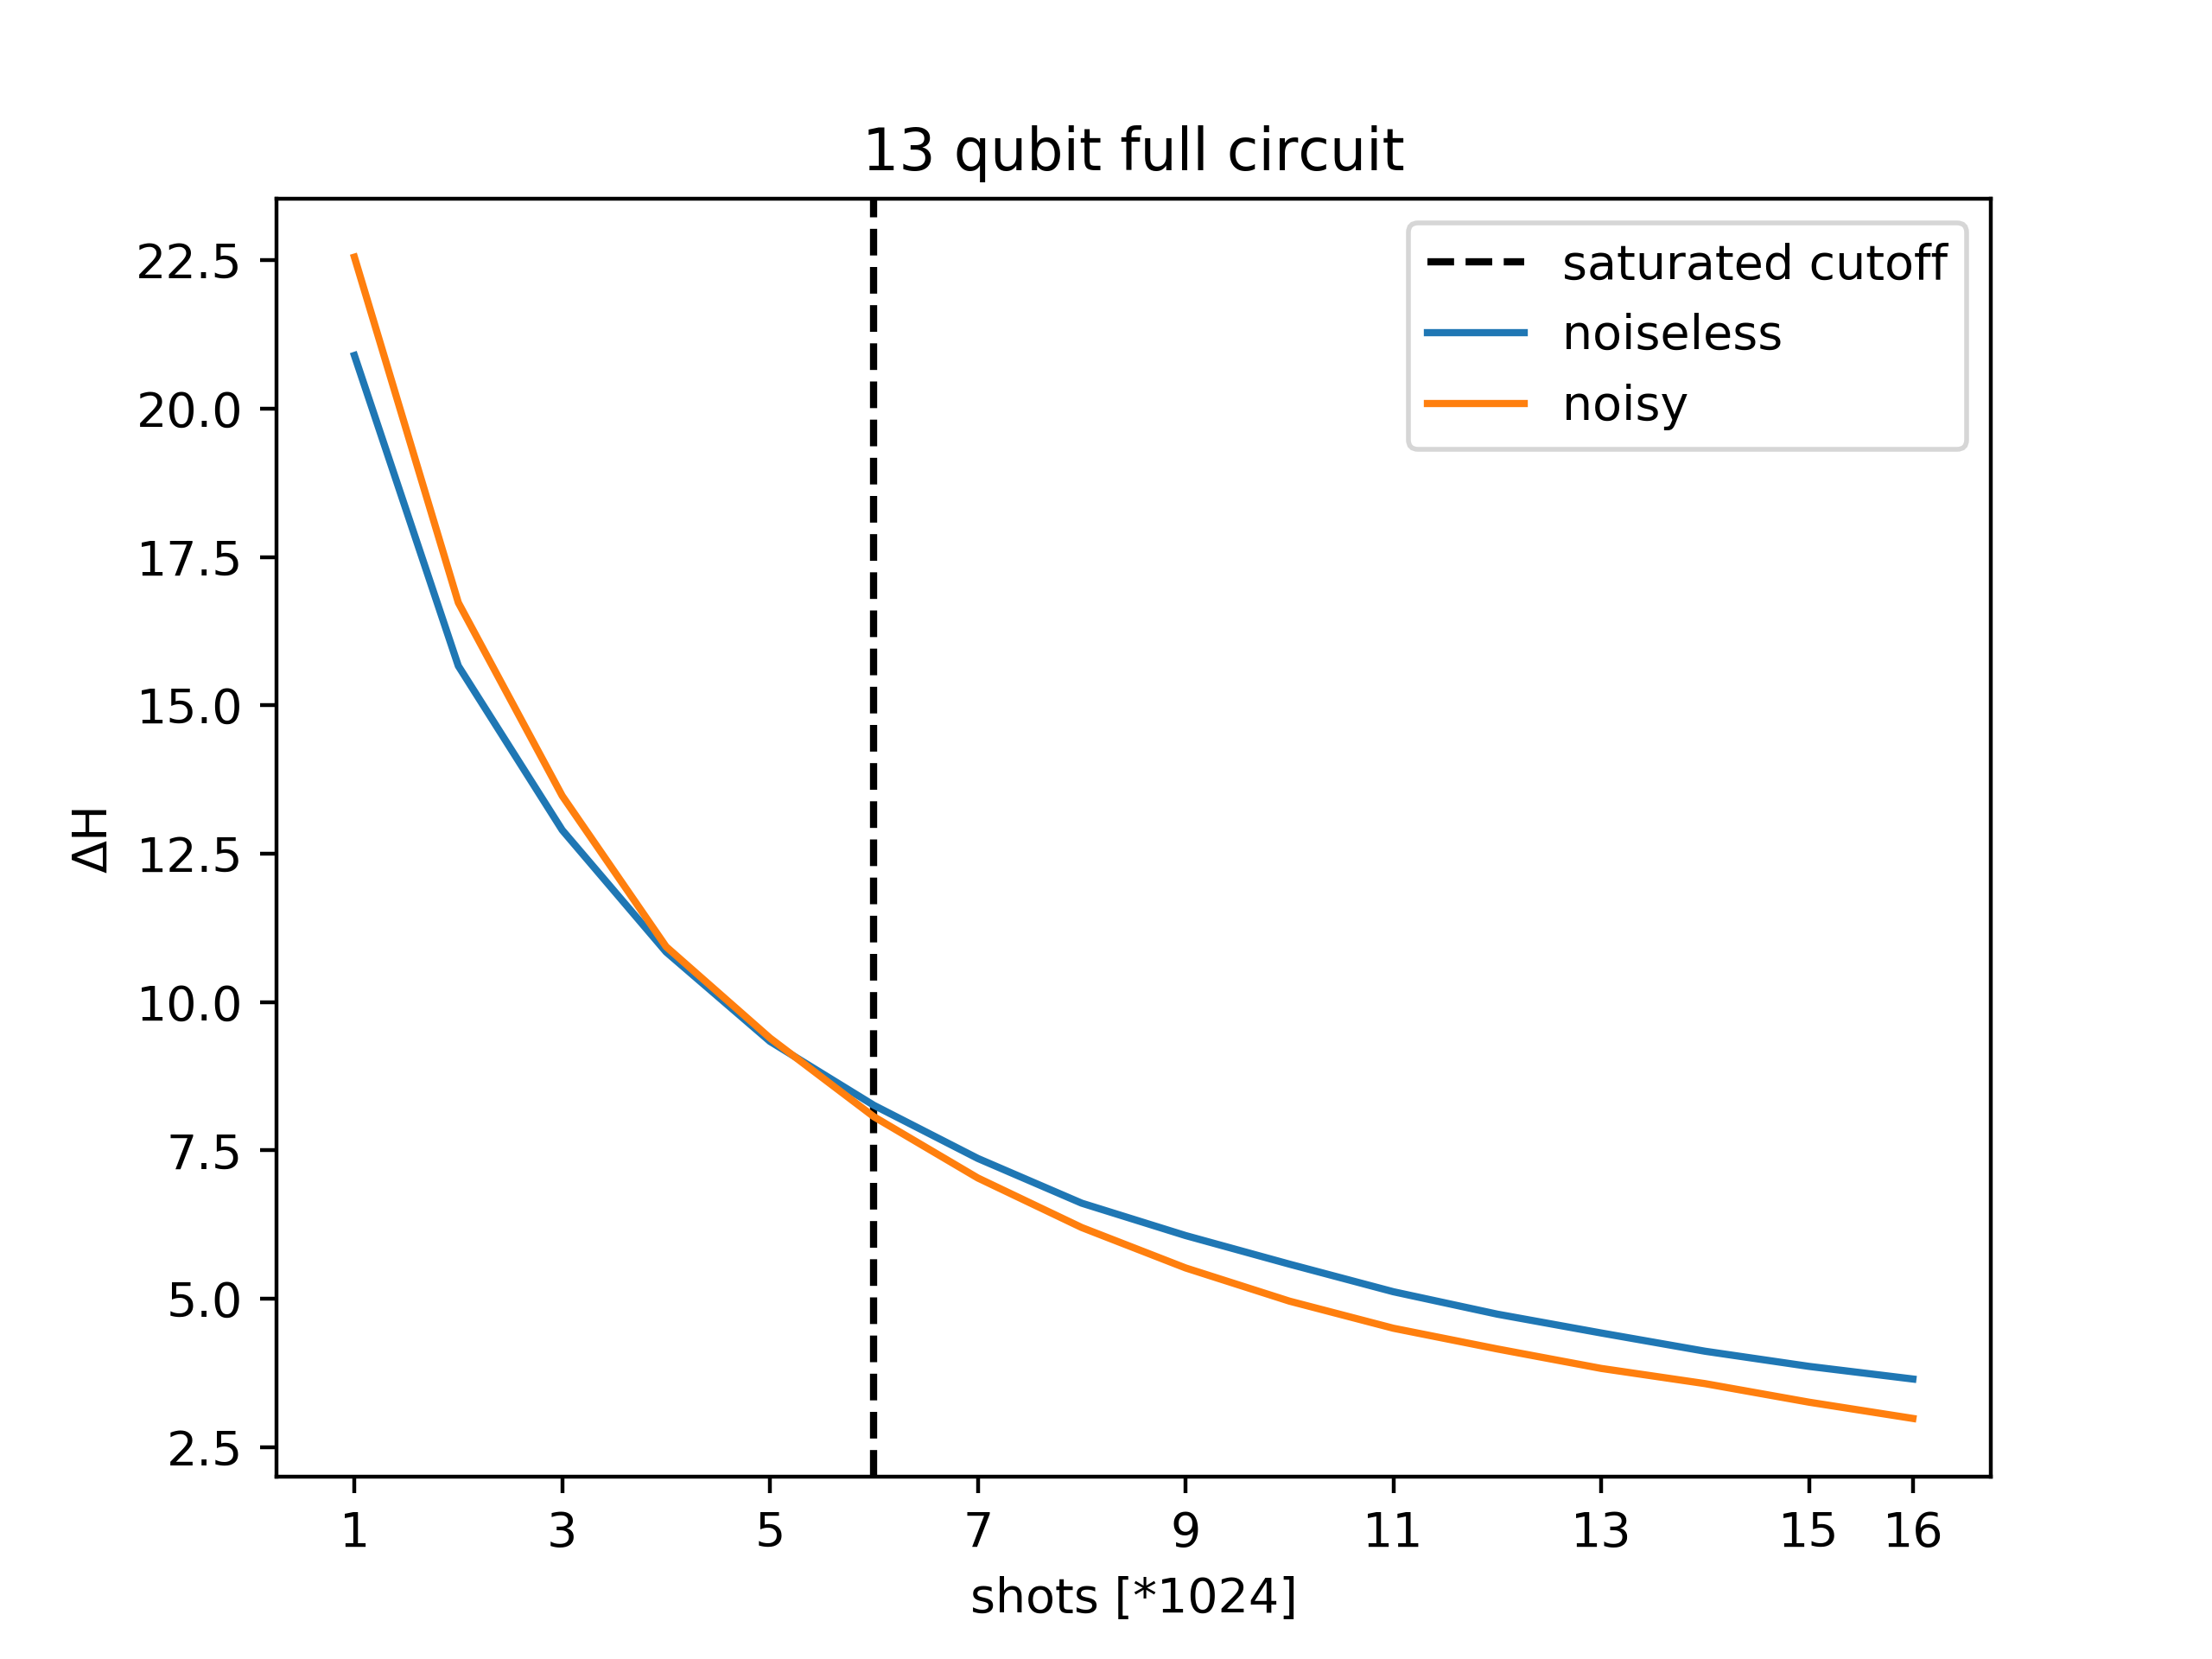 13 qubit full circuit
saturated cutoff
noiseless
noisy
22.5
20.0
17.5
15.0
12.5
10.0
7.5
5.0
2.5
ΔH
1 3 5 7 9 11 13 15 16
shots [*1024]